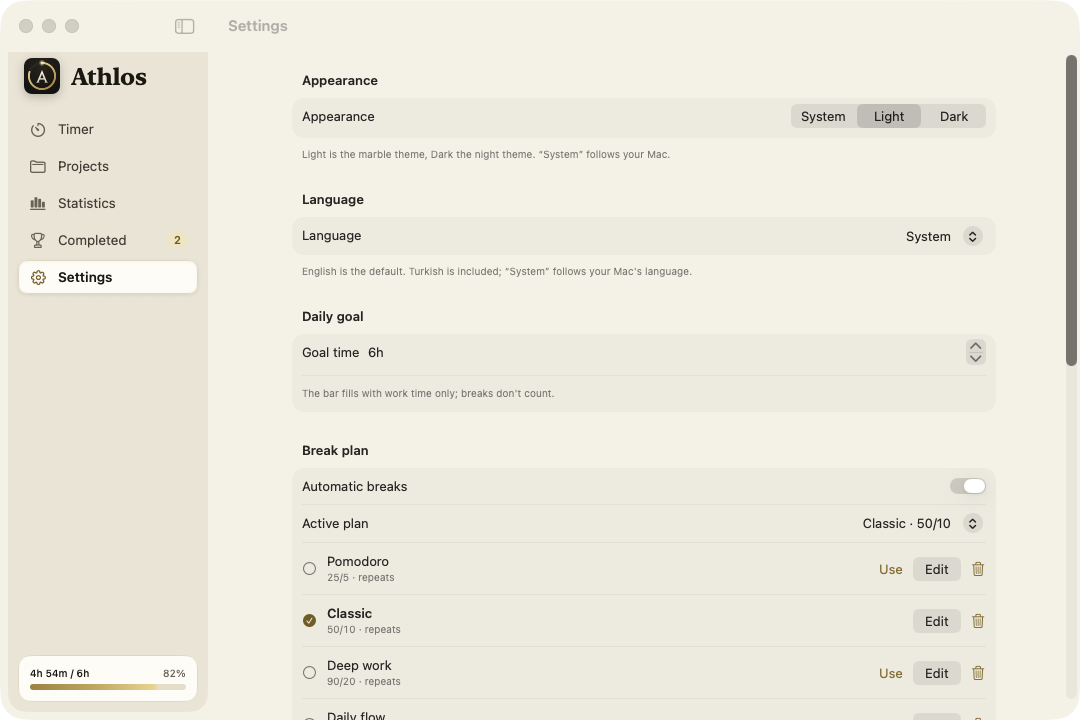 Settings
A
Athlos
Timer
Projects
Statistics
Completed 2
Settings
4h 54m / 6h 82%
Appearance
Appearance System Light Dark
Light is the marble theme, Dark the night theme. “System” follows your Mac.
Language
Language System
English is the default. Turkish is included; “System” follows your Mac's language.
Daily goal
Goal time 6h
The bar fills with work time only; breaks don't count.
Break plan
Automatic breaks
Active plan Classic · 50/10
Pomodoro
25/5 · repeats
Use Edit
Classic
50/10 · repeats
Edit
Deep work
90/20 · repeats
Use Edit
Daily flow